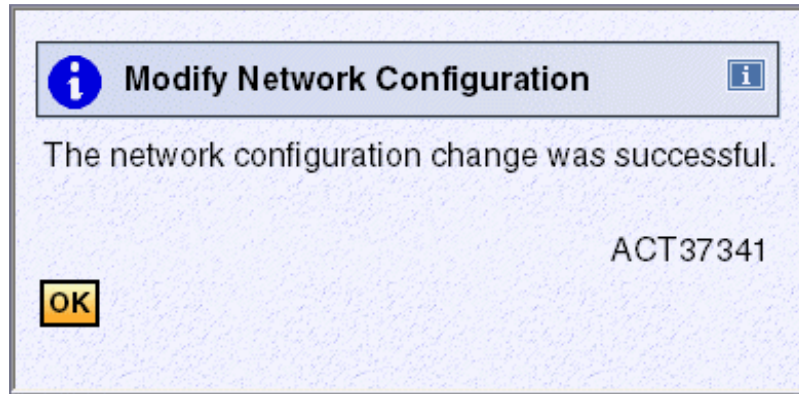 Modify Network Configuration
The network configuration change was successful.
ACT37341
OK